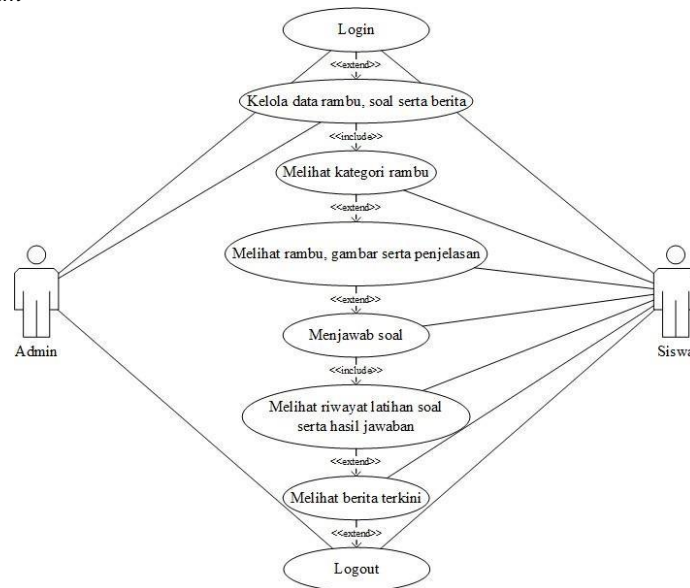 Login
<<extend>>
Kelola data rambu, soal serta berita
<<include>>
Melihat kategori rambu
<<extend>>
Melihat rambu, gambar serta penjelasan
<<extend>>
Menjawab soal
Admin
Siswa
<<include>>
Melihat riwayat latihan soal
serta hasil jawaban
<<extend>>
Melihat berita terkini
<<extend>>
Logout